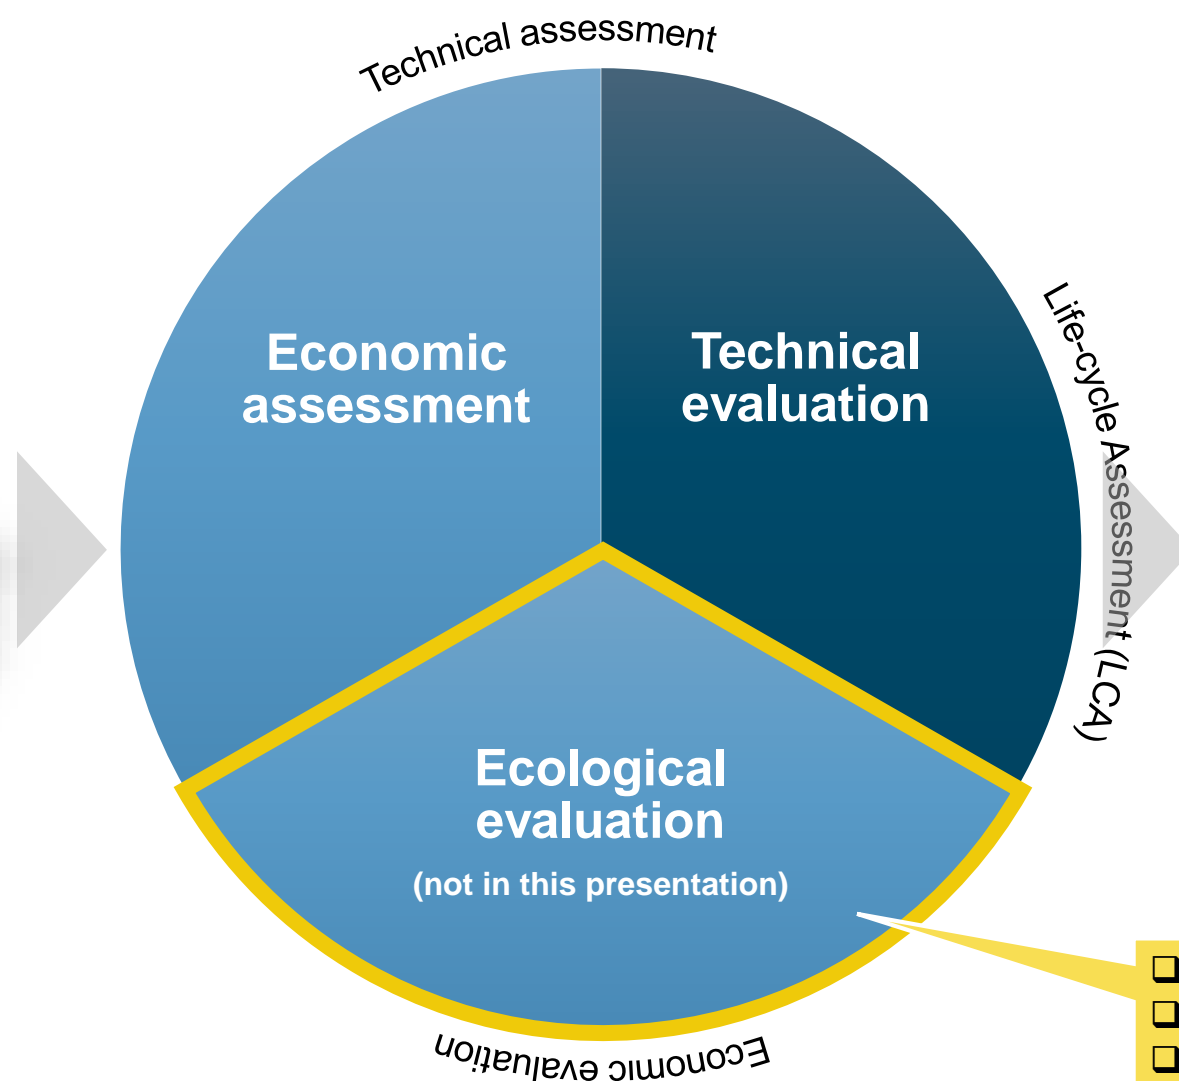 Technical assessment
Economic
assessment
Technical
evaluation
Life-cycle Assessment (LCA)
Ecological
evaluation
(not in this presentation)
Economic evaluation